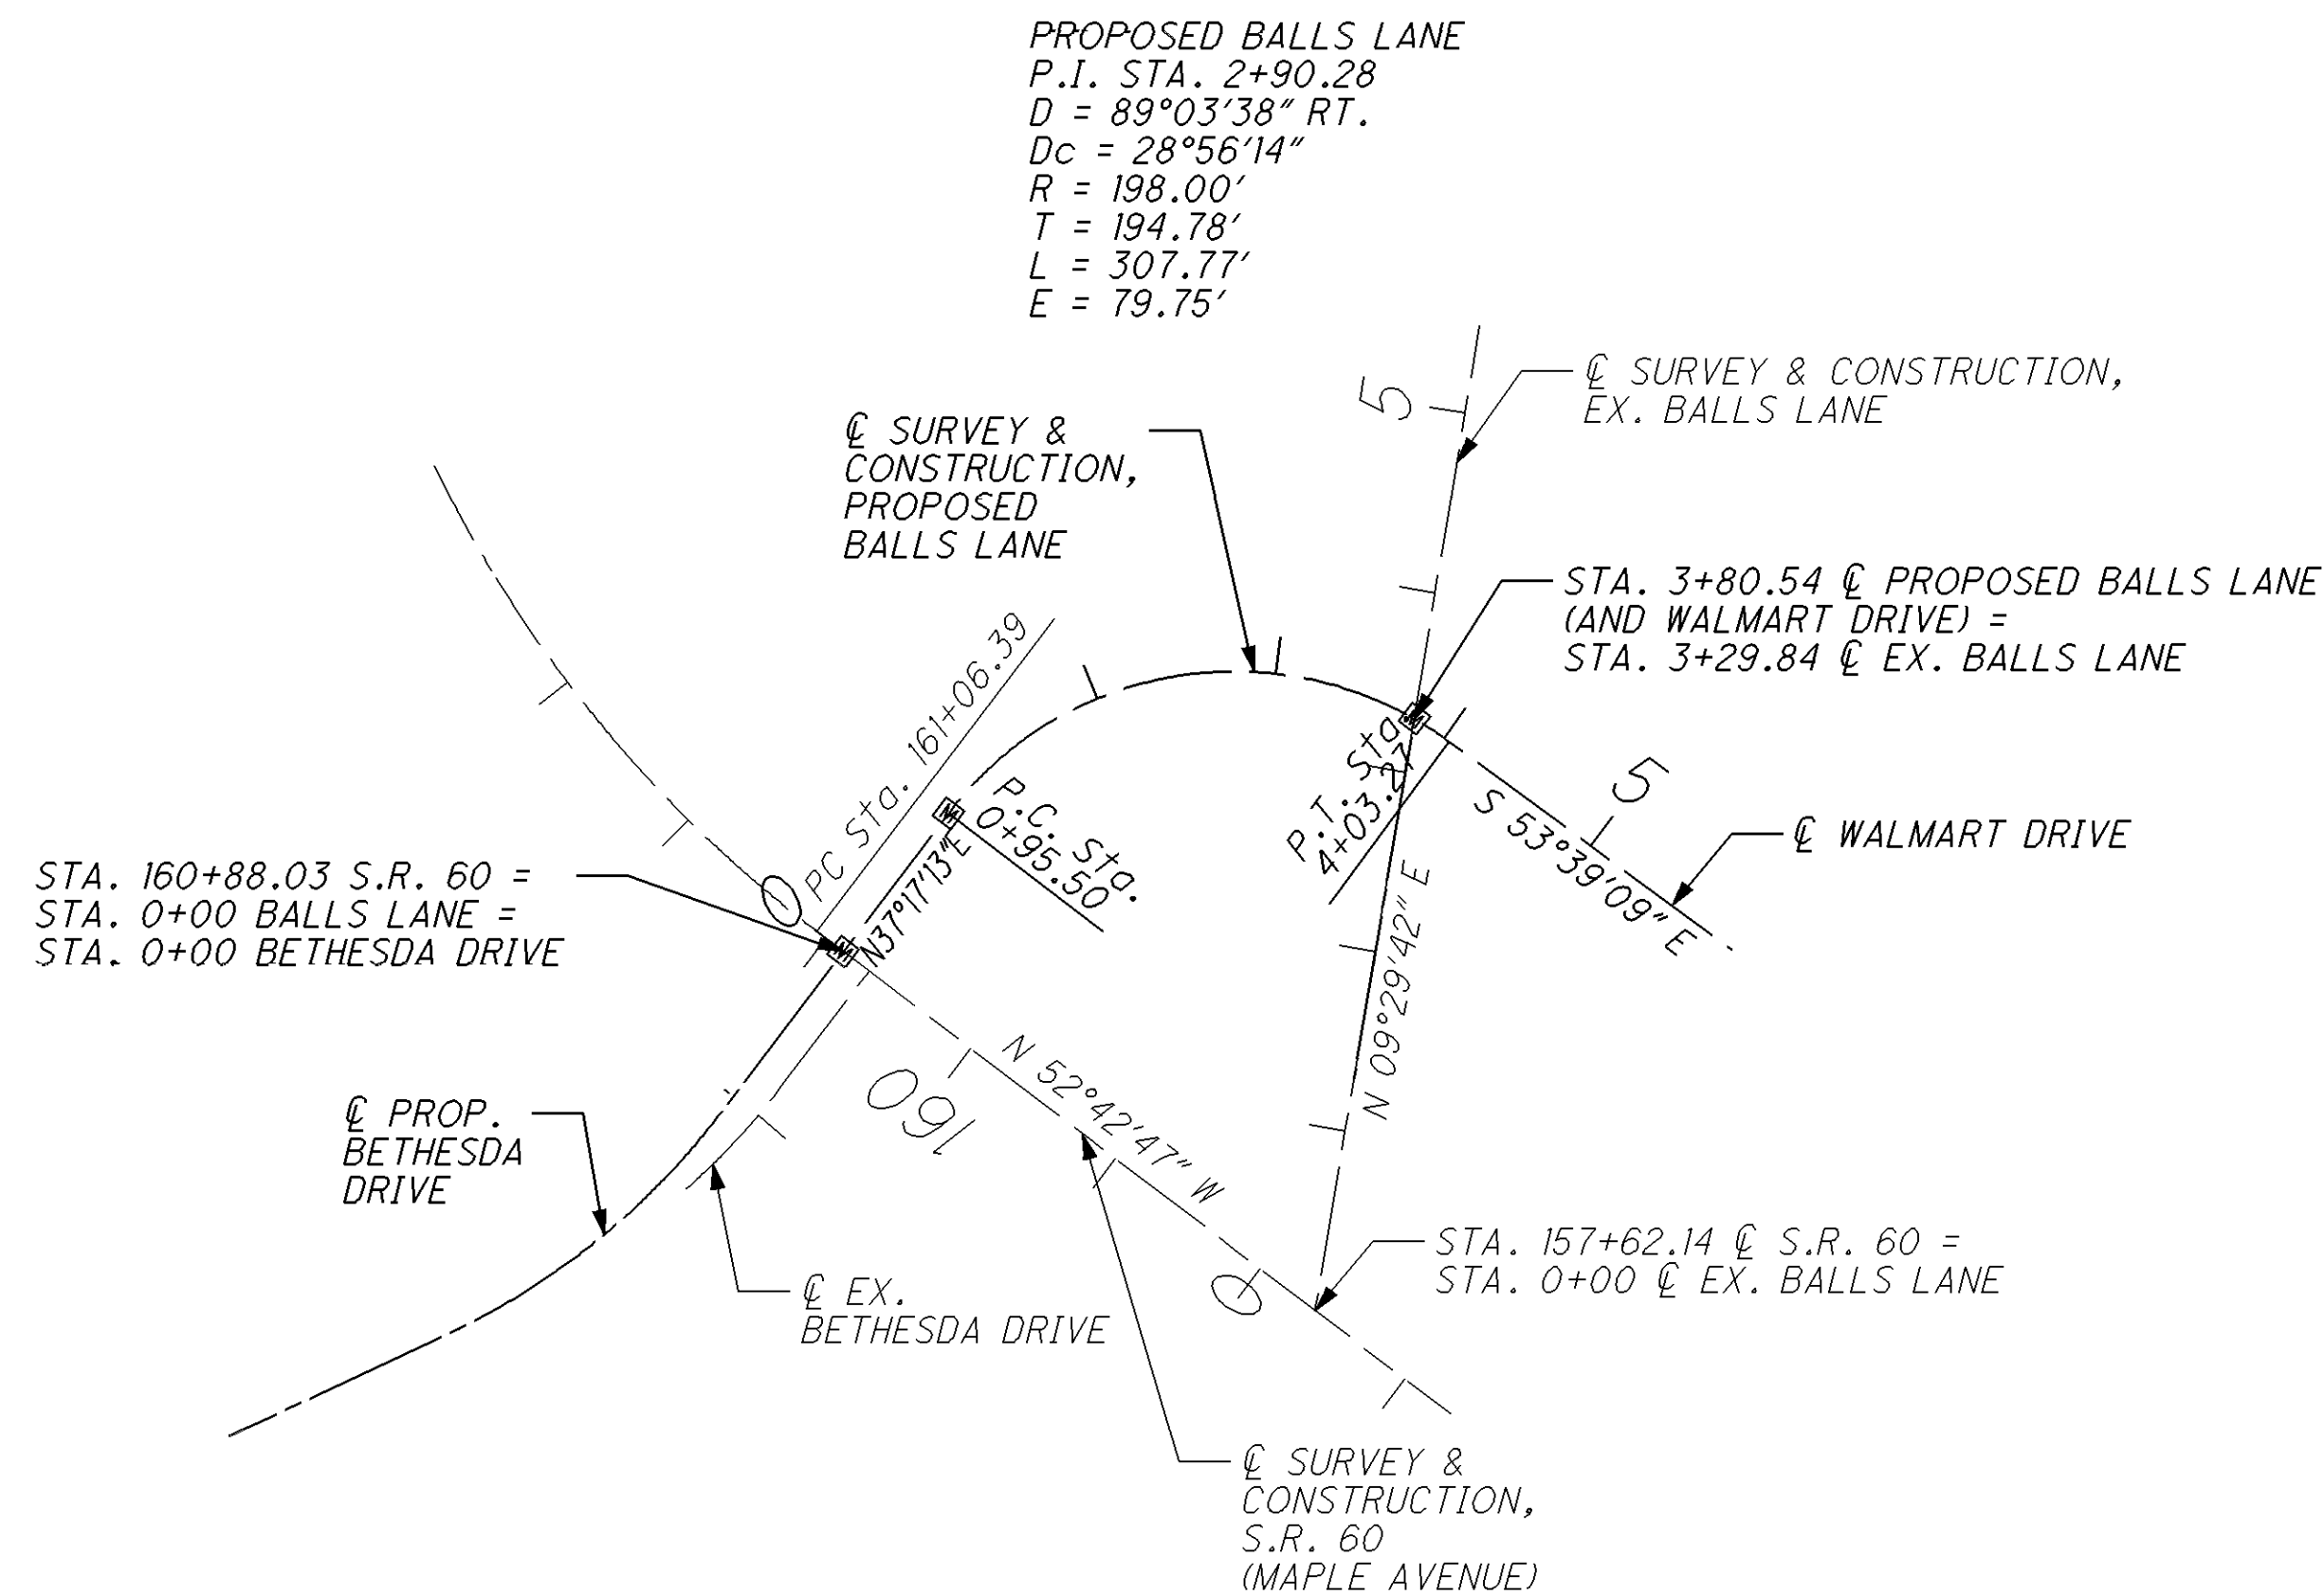 PROPOSED BALLS LANE
P.I. STA. 2+90.28
D = 89°03'38" RT.
Dc = 28°56'14"
R = 198.00'
T = 194.78'
L = 307.77'
E = 79.75'
℄ SURVEY & CONSTRUCTION,
EX. BALLS LANE
5
℄ SURVEY &
CONSTRUCTION,
PROPOSED
BALLS LANE
STA. 3+80.54 ℄ PROPOSED BALLS LANE
(AND WALMART DRIVE) =
STA. 3+29.84 ℄ EX. BALLS LANE
PC Sta. 161+06.39
P.C. Sta.
0+95.50
P.T. Sta.
4+03.27
5
S 53°39'09" E
℄ WALMART DRIVE
STA. 160+88.03 S.R. 60 =
STA. 0+00 BALLS LANE =
STA. 0+00 BETHESDA DRIVE
0
N37°17'13"E
N 09°29'42" E
160
N 52°42'47" W
℄ PROP.
BETHESDA
DRIVE
℄ EX.
BETHESDA DRIVE
0
STA. 157+62.14 ℄ S.R. 60 =
STA. 0+00 ℄ EX. BALLS LANE
℄ SURVEY &
CONSTRUCTION,
S.R. 60
(MAPLE AVENUE)